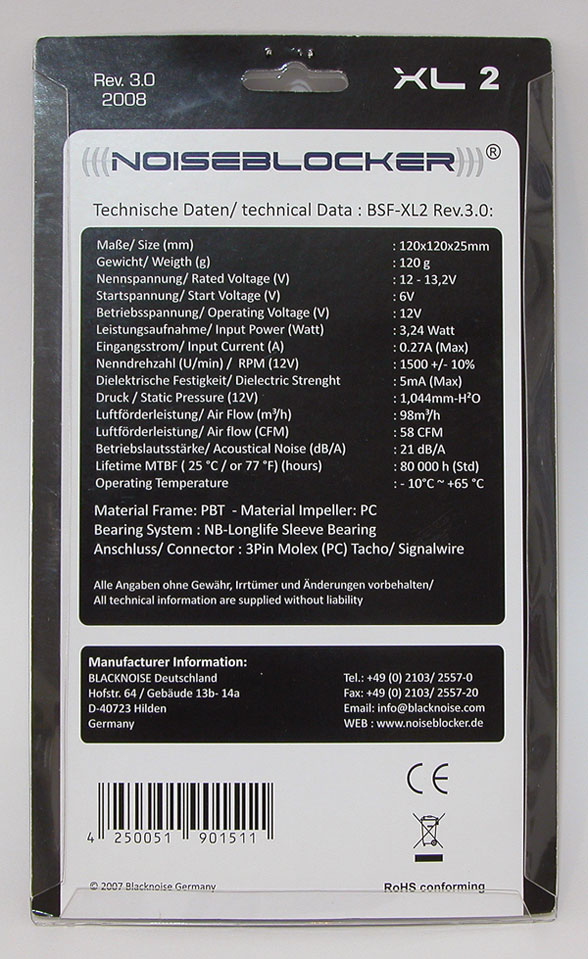 Rev. 3.0
2008
XL 2
NOISEBLOCKER®
Technische Daten/ technical Data : BSF-XL2 Rev.3.0:
Maße/ Size (mm) : 120x120x25mm
Gewicht/ Weigth (g) : 120 g
Nennspannung/ Rated Voltage (V) : 12 - 13,2V
Startspannung/ Start Voltage (V) : 6V
Betriebsspannung/ Operating Voltage (V) : 12V
Leistungsaufnahme/ Input Power (Watt) : 3,24 Watt
Eingangsstrom/ Input Current (A) : 0.27A (Max)
Nenndrehzahl (U/min) / RPM (12V) : 1500 +/- 10%
Dielektrische Festigkeit/ Dielectric Strenght : 5mA (Max)
Druck / Static Pressure (12V) : 1,044mm-H²O
Luftförderleistung/ Air Flow (m³/h) : 98m³/h
Luftförderleistung/ Air flow (CFM) : 58 CFM
Betriebslautsstärke/ Acoustical Noise (dB/A) : 21 dB/A
Lifetime MTBF ( 25 °C / or 77 °F) (hours) : 80 000 h (Std)
Operating Temperature : - 10°C ~ +65 °C
Material Frame: PBT - Material Impeller: PC
Bearing System : NB-Longlife Sleeve Bearing
Anschluss/ Connector : 3Pin Molex (PC) Tacho/ Signalwire
Alle Angaben ohne Gewähr, Irrtümer und Änderungen vorbehalten/
All technical information are supplied without liability
Manufacturer Information:
BLACKNOISE Deutschland
Hofstr. 64 / Gebäude 13b- 14a
D-40723 Hilden
Germany
Tel.: +49 (0) 2103/ 2557-0
Fax: +49 (0) 2103/ 2557-20
Email: info@blacknoise.com
WEB : www.noiseblocker.de
CE
4 250051 901511
© 2007 Blacknoise Germany
RoHS conforming